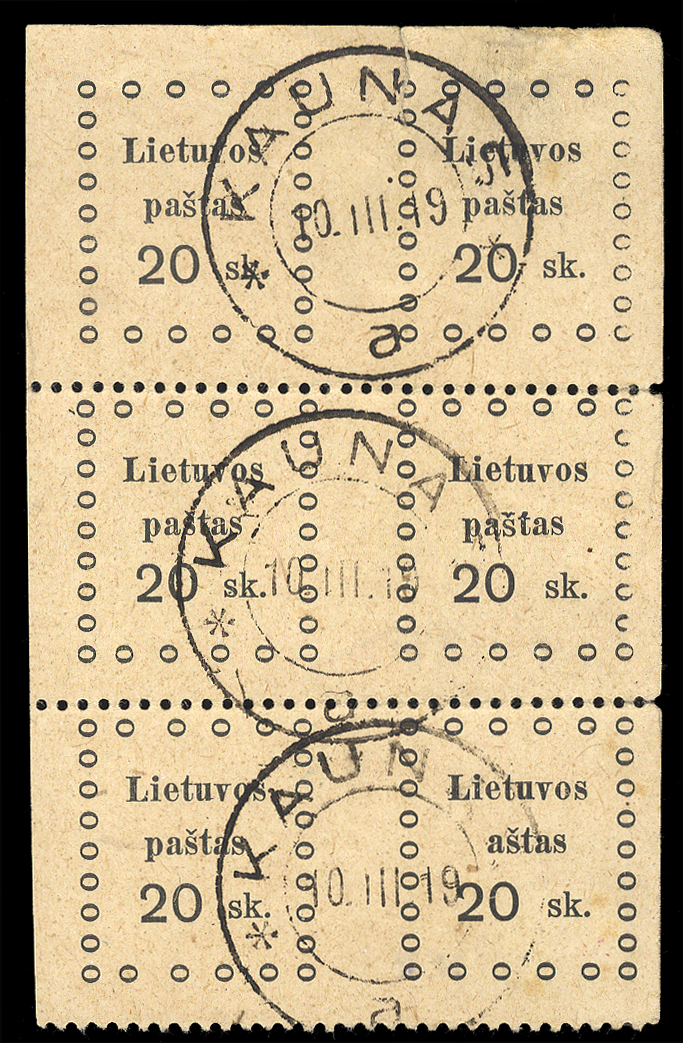 KAUNAS
Lietuvos
paštas
20 sk.
Lietuvos
paštas
20 sk.
10.III.19
a
KAUNA
Lietuvos
paštas
20 sk.
Lietuvos
paštas
20 sk.
10.III.19
a
KAUN
Lietuvos
paštas
20 sk.
Lietuvos
aštas
20 sk.
10.III.19
a